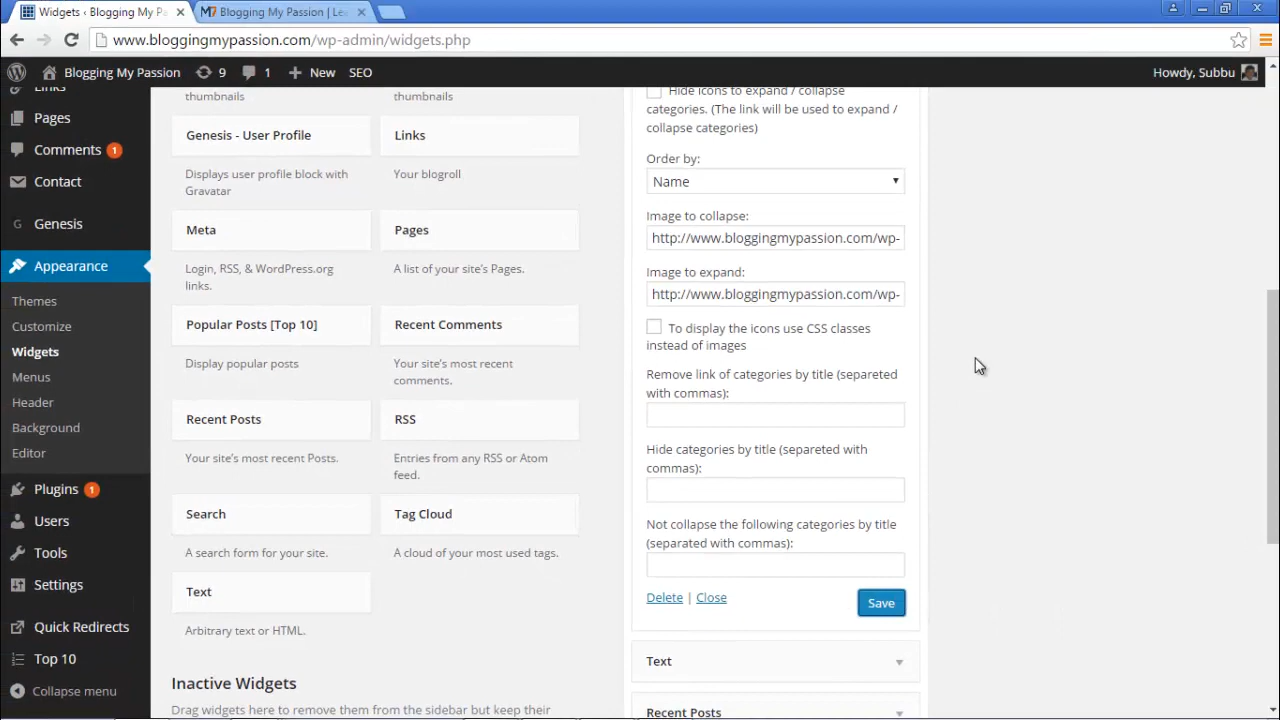 Widgets ‹ Blogging My Pa
Blogging My Passion | Lea
www.bloggingmypassion.com/wp-admin/widgets.php
Blogging My Passion
9
1
New
SEO
Howdy, Subbu
Links
Pages
Comments 1
Contact
Genesis
Appearance
Themes
Customize
Widgets
Menus
Header
Background
Editor
Plugins 1
Users
Tools
Settings
Quick Redirects
Top 10
Collapse menu
thumbnails
thumbnails
Genesis - User Profile
Links
Displays user profile block with
Gravatar
Your blogroll
Meta
Pages
Login, RSS, & WordPress.org
links.
A list of your site's Pages.
Popular Posts [Top 10]
Recent Comments
Display popular posts
Your site's most recent
comments.
Recent Posts
RSS
Your site's most recent Posts.
Entries from any RSS or Atom
feed.
Search
Tag Cloud
A search form for your site.
A cloud of your most used tags.
Text
Arbitrary text or HTML.
Inactive Widgets
Drag widgets here to remove them from the sidebar but keep their
Hide icons to expand / collapse
categories. (The link will be used to expand /
collapse categories)
Order by:
Name
Image to collapse:
http://www.bloggingmypassion.com/wp-
Image to expand:
http://www.bloggingmypassion.com/wp-
To display the icons use CSS classes
instead of images
Remove link of categories by title (separeted
with commas):
Hide categories by title (separeted with
commas):
Not collapse the following categories by title
(separated with commas):
Delete | Close
Save
Text
Recent Posts